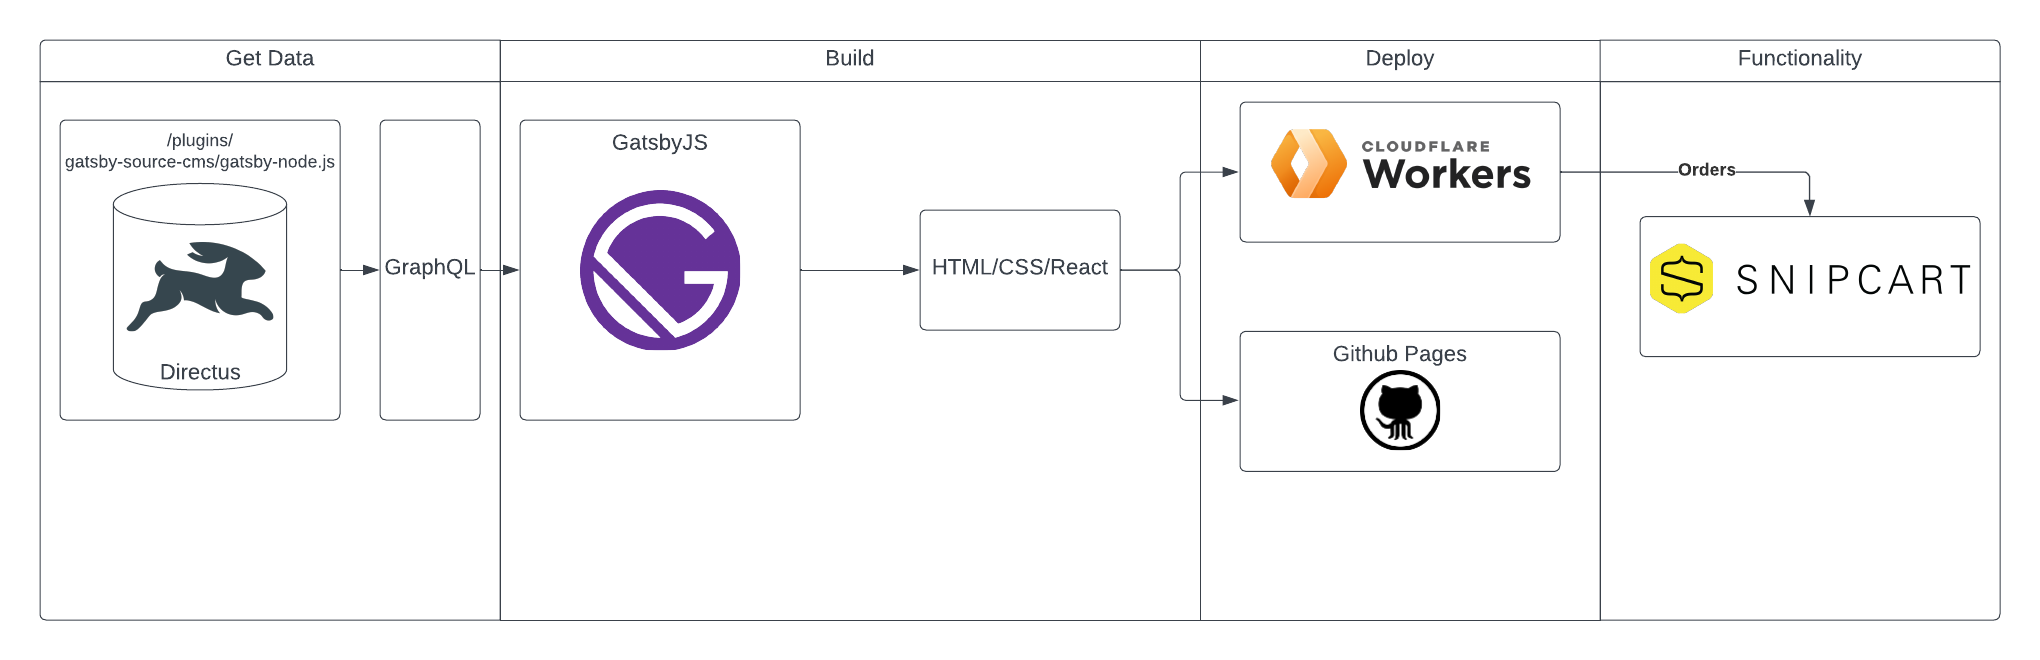 Get Data
Build
Deploy
Functionality
/plugins/
gatsby-source-cms/gatsby-node.js
Directus
GraphQL
GatsbyJS
HTML/CSS/React
CLOUDFLARE
Workers
Github Pages
Orders
SNIPCART